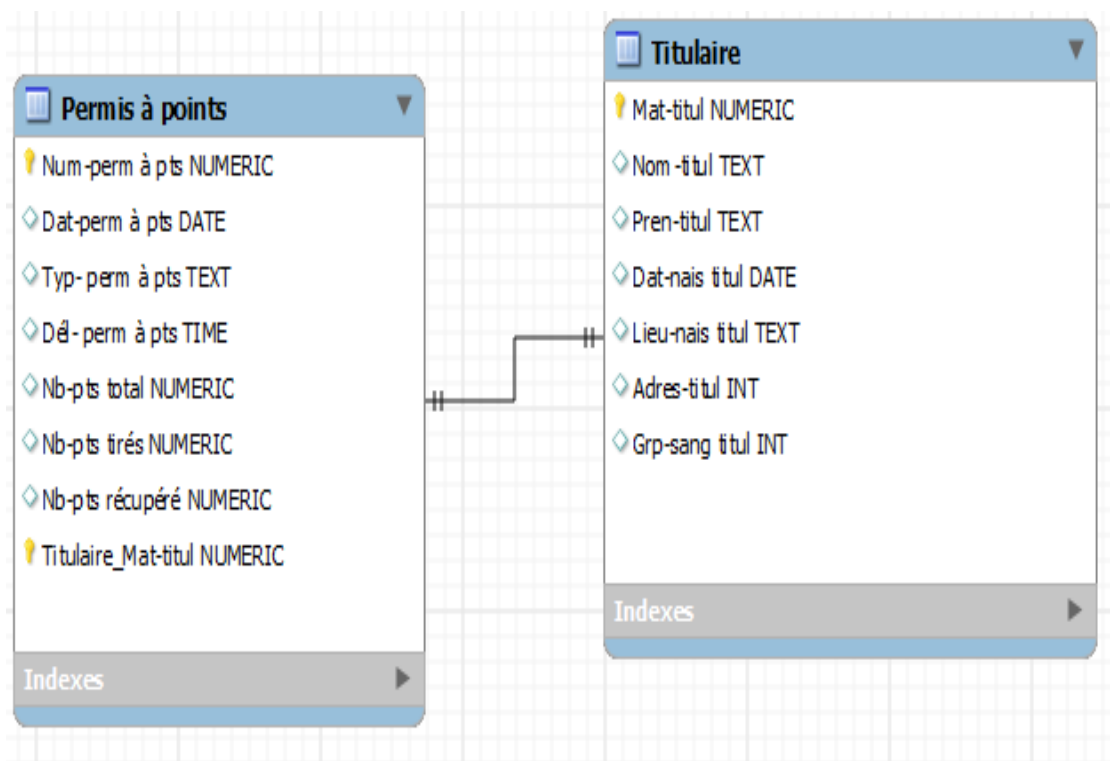 Permis à points
Num-perm à pts NUMERIC
Dat-perm à pts DATE
Typ- perm à pts TEXT
Dél- perm à pts TIME
Nb-pts total NUMERIC
Nb-pts tirés NUMERIC
Nb-pts récupéré NUMERIC
Titulaire_Mat-titul NUMERIC
Indexes
Titulaire
Mat-titul NUMERIC
Nom -titul TEXT
Pren-titul TEXT
Dat-nais titul DATE
Lieu-nais titul TEXT
Adres-titul INT
Grp-sang titul INT
Indexes